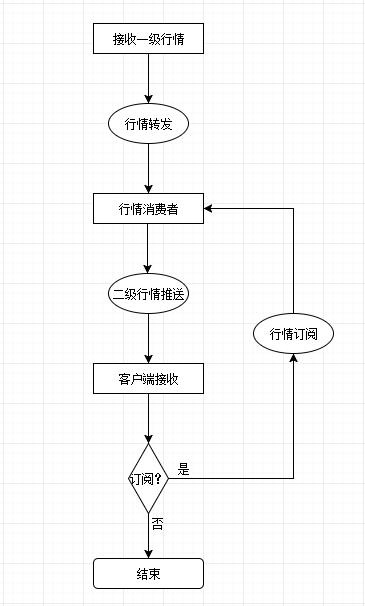 接收一级行情
行情转发
行情消费者
二级行情推送
行情订阅
客户端接收
订阅？
是
否
结束